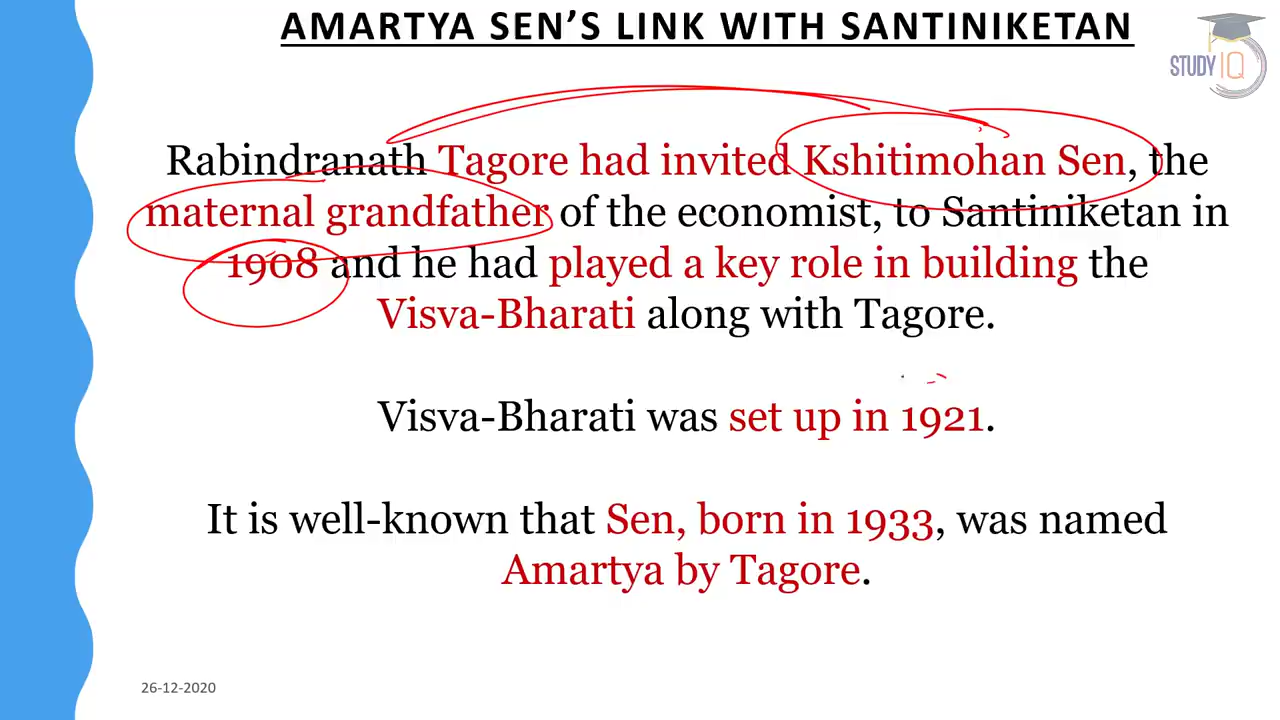 AMARTYA SEN’S LINK WITH SANTINIKETAN
STUDY IQ
Rabindranath Tagore had invited Kshitimohan Sen, the
maternal grandfather of the economist, to Santiniketan in
1908 and he had played a key role in building the
Visva-Bharati along with Tagore.
Visva-Bharati was set up in 1921.
It is well-known that Sen, born in 1933, was named
Amartya by Tagore.
26-12-2020